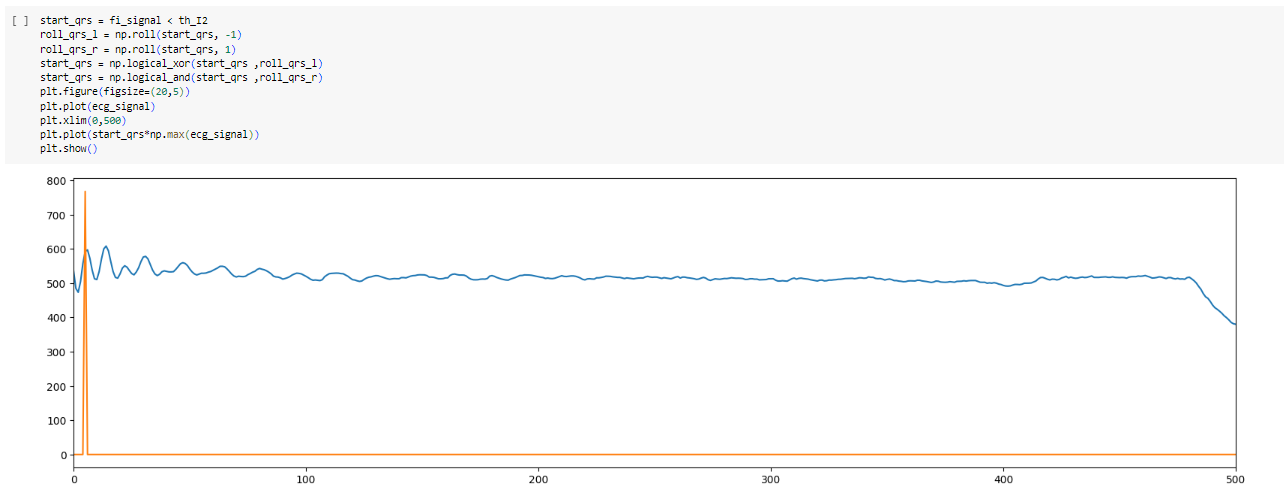 [ ] start_qrs = fi_signal < th_I2
roll_qrs_l = np.roll(start_qrs, -1)
roll_qrs_r = np.roll(start_qrs, 1)
start_qrs = np.logical_xor(start_qrs ,roll_qrs_l)
start_qrs = np.logical_and(start_qrs ,roll_qrs_r)
plt.figure(figsize=(20,5))
plt.plot(ecg_signal)
plt.xlim(0,500)
plt.plot(start_qrs*np.max(ecg_signal))
plt.show()
800
700
600
500
400
300
200
100
0
0 100 200 300 400 500